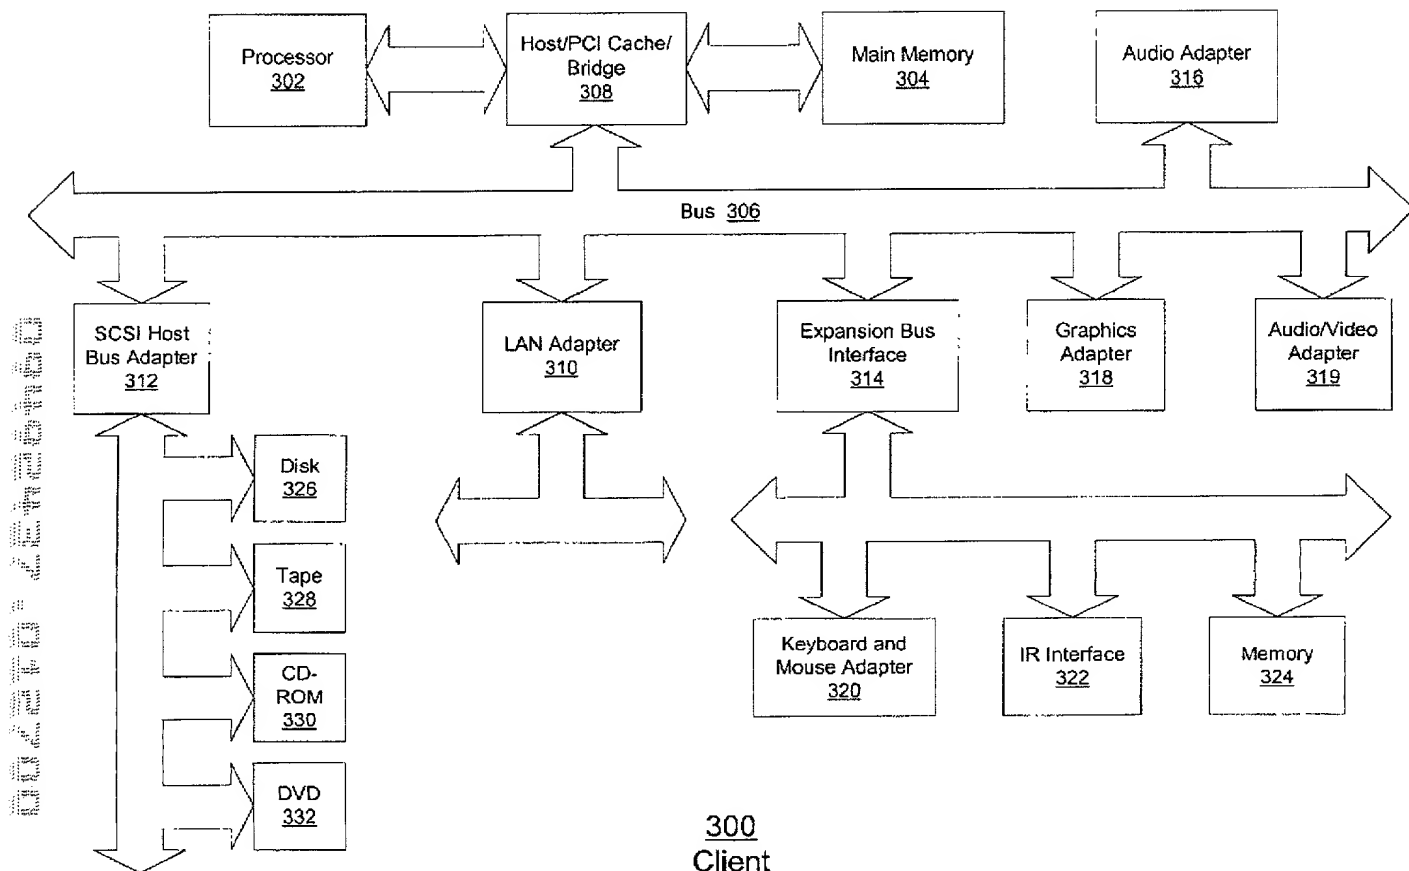 Processor
302
Host/PCI Cache/
Bridge
308
Main Memory
304
Audio Adapter
316
Bus 306
SCSI Host
Bus Adapter
312
LAN Adapter
310
Expansion Bus
Interface
314
Graphics
Adapter
318
Audio/Video
Adapter
319
Disk
326
Tape
328
CD-
ROM
330
DVD
332
Keyboard and
Mouse Adapter
320
IR Interface
322
Memory
324
300
Client